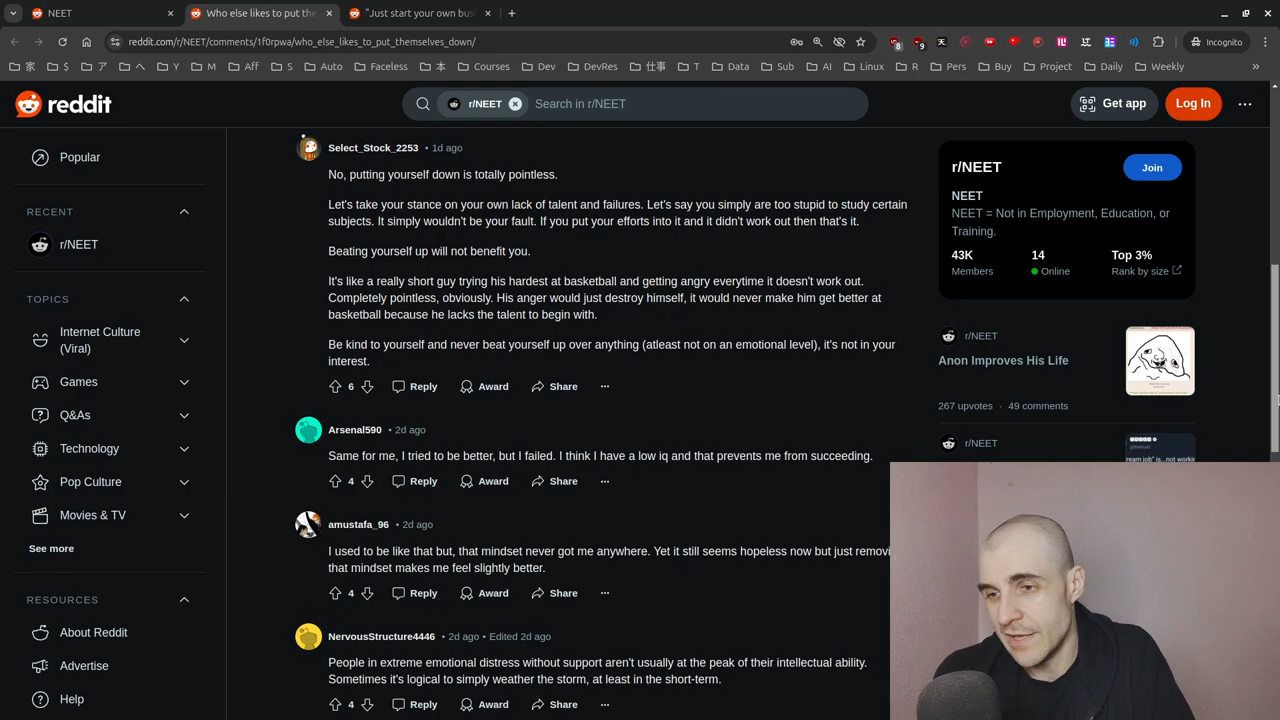 NEET
Who else likes to put the
"Just start your own bus
reddit.com/r/NEET/comments/1f0rpwa/who_else_likes_to_put_themselves_down/
8
9
Incognito
家
$
ア
へ
Y
M
Aff
S
Auto
Faceless
本
Courses
Dev
DevRes
仕事
T
Data
Sub
AI
Linux
R
Pers
Buy
Project
Daily
Weekly
reddit
r/NEET
Search in r/NEET
Get app
Log In
Popular
RECENT
r/NEET
TOPICS
Internet Culture
(Viral)
Games
Q&As
Technology
Pop Culture
Movies & TV
See more
RESOURCES
About Reddit
Advertise
Help
Select_Stock_2253 • 1d ago
No, putting yourself down is totally pointless.
Let's take your stance on your own lack of talent and failures. Let's say you simply are too stupid to study certain
subjects. It simply wouldn't be your fault. If you put your efforts into it and it didn't work out then that's it.
Beating yourself up will not benefit you.
It's like a really short guy trying his hardest at basketball and getting angry everytime it doesn't work out.
Completely pointless, obviously. His anger would just destroy himself, it would never make him get better at
basketball because he lacks the talent to begin with.
Be kind to yourself and never beat yourself up over anything (atleast not on an emotional level), it's not in your
interest.
6 Reply Award Share
Arsenal590 • 2d ago
Same for me, I tried to be better, but I failed. I think I have a low iq and that prevents me from succeeding.
4 Reply Award Share
amustafa_96 • 2d ago
I used to be like that but, that mindset never got me anywhere. Yet it still seems hopeless now but just removi
that mindset makes me feel slightly better.
4 Reply Award Share
NervousStructure4446 • 2d ago • Edited 2d ago
People in extreme emotional distress without support aren't usually at the peak of their intellectual ability.
Sometimes it's logical to simply weather the storm, at least in the short-term.
4 Reply Award Share
r/NEET
Join
NEET
NEET = Not in Employment, Education, or
Training.
43K 14 Top 3%
Members Online Rank by size
r/NEET
Anon Improves His Life
267 upvotes · 49 comments
r/NEET